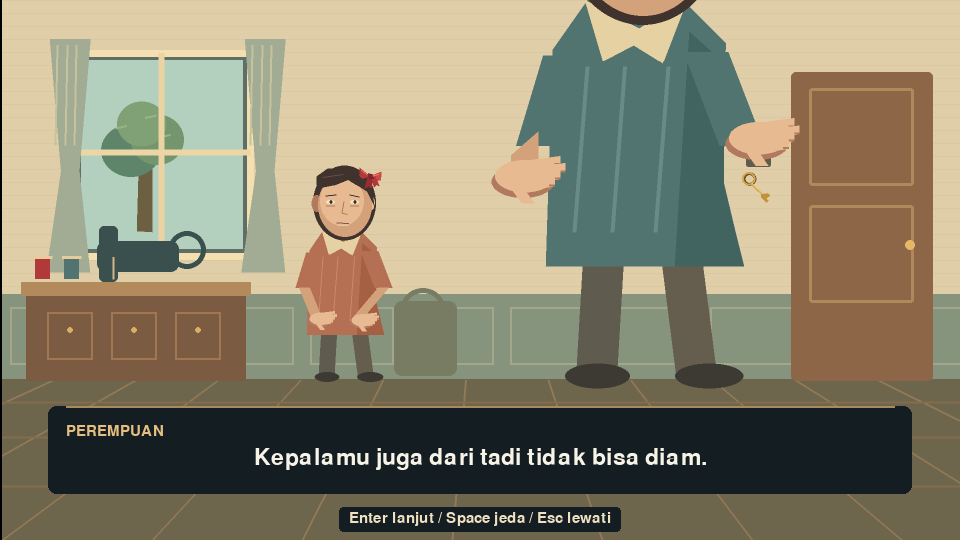 PEREMPUAN
Kepalamu juga dari tadi tidak bisa diam.
Enter lanjut / Space jeda / Esc lewati